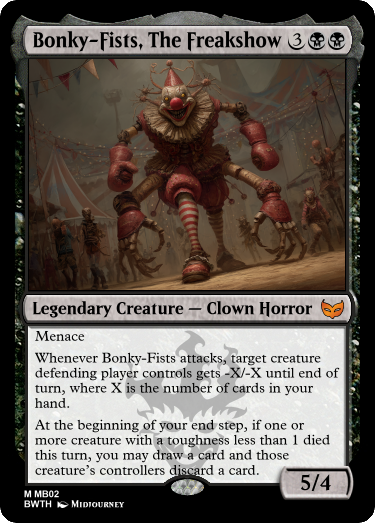 Bonky-Fists, The Freakshow 3
Legendary Creature — Clown Horror
Menace
Whenever Bonky-Fists attacks, target creature
defending player controls gets -X/-X until end of
turn, where X is the number of cards in your
hand.
At the beginning of your end step, if one or
more creature with a toughness less than 1 died
this turn, you may draw a card and those
creature's controllers discard a card.
5/4
M MB02
BWTH MIDJOURNEY